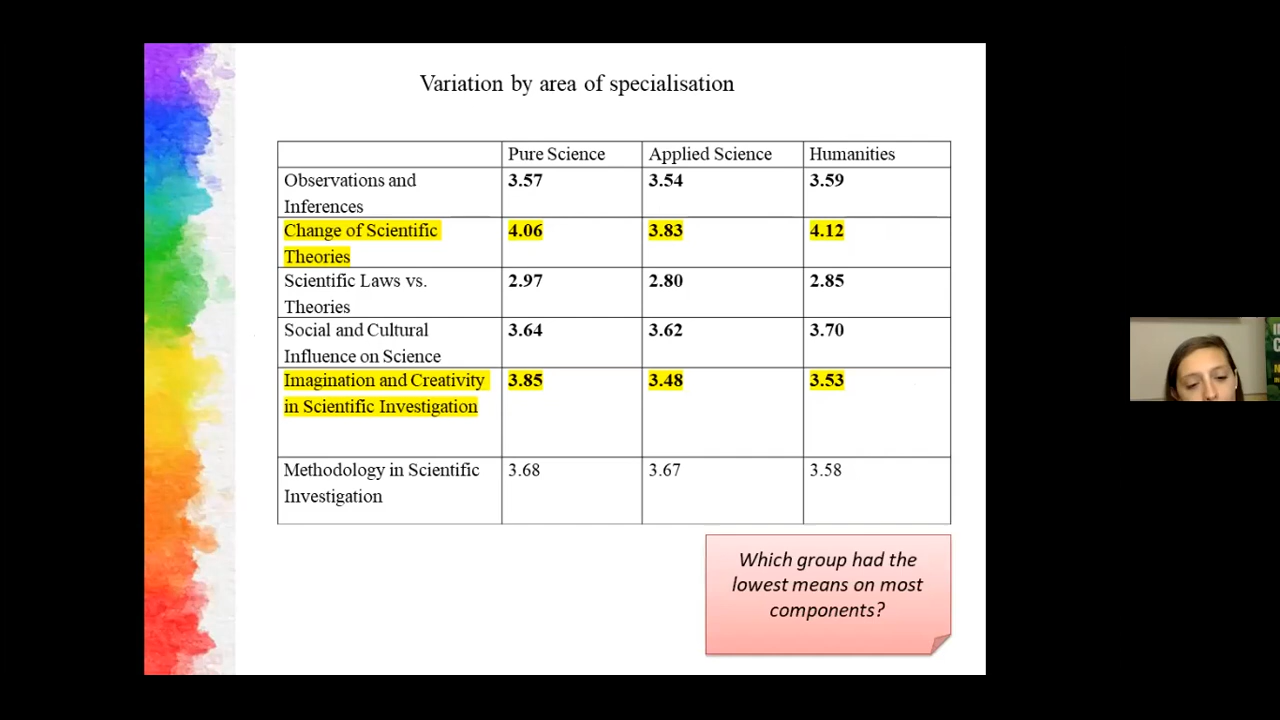 Variation by area of specialisation
Pure Science Applied Science Humanities
Observations and 3.57 3.54 3.59
Inferences
Change of Scientific 4.06 3.83 4.12
Theories
Scientific Laws vs. 2.97 2.80 2.85
Theories
Social and Cultural 3.64 3.62 3.70
Influence on Science
Imagination and Creativity 3.85 3.48 3.53
in Scientific Investigation
Methodology in Scientific 3.68 3.67 3.58
Investigation
Which group had the
lowest means on most
components?